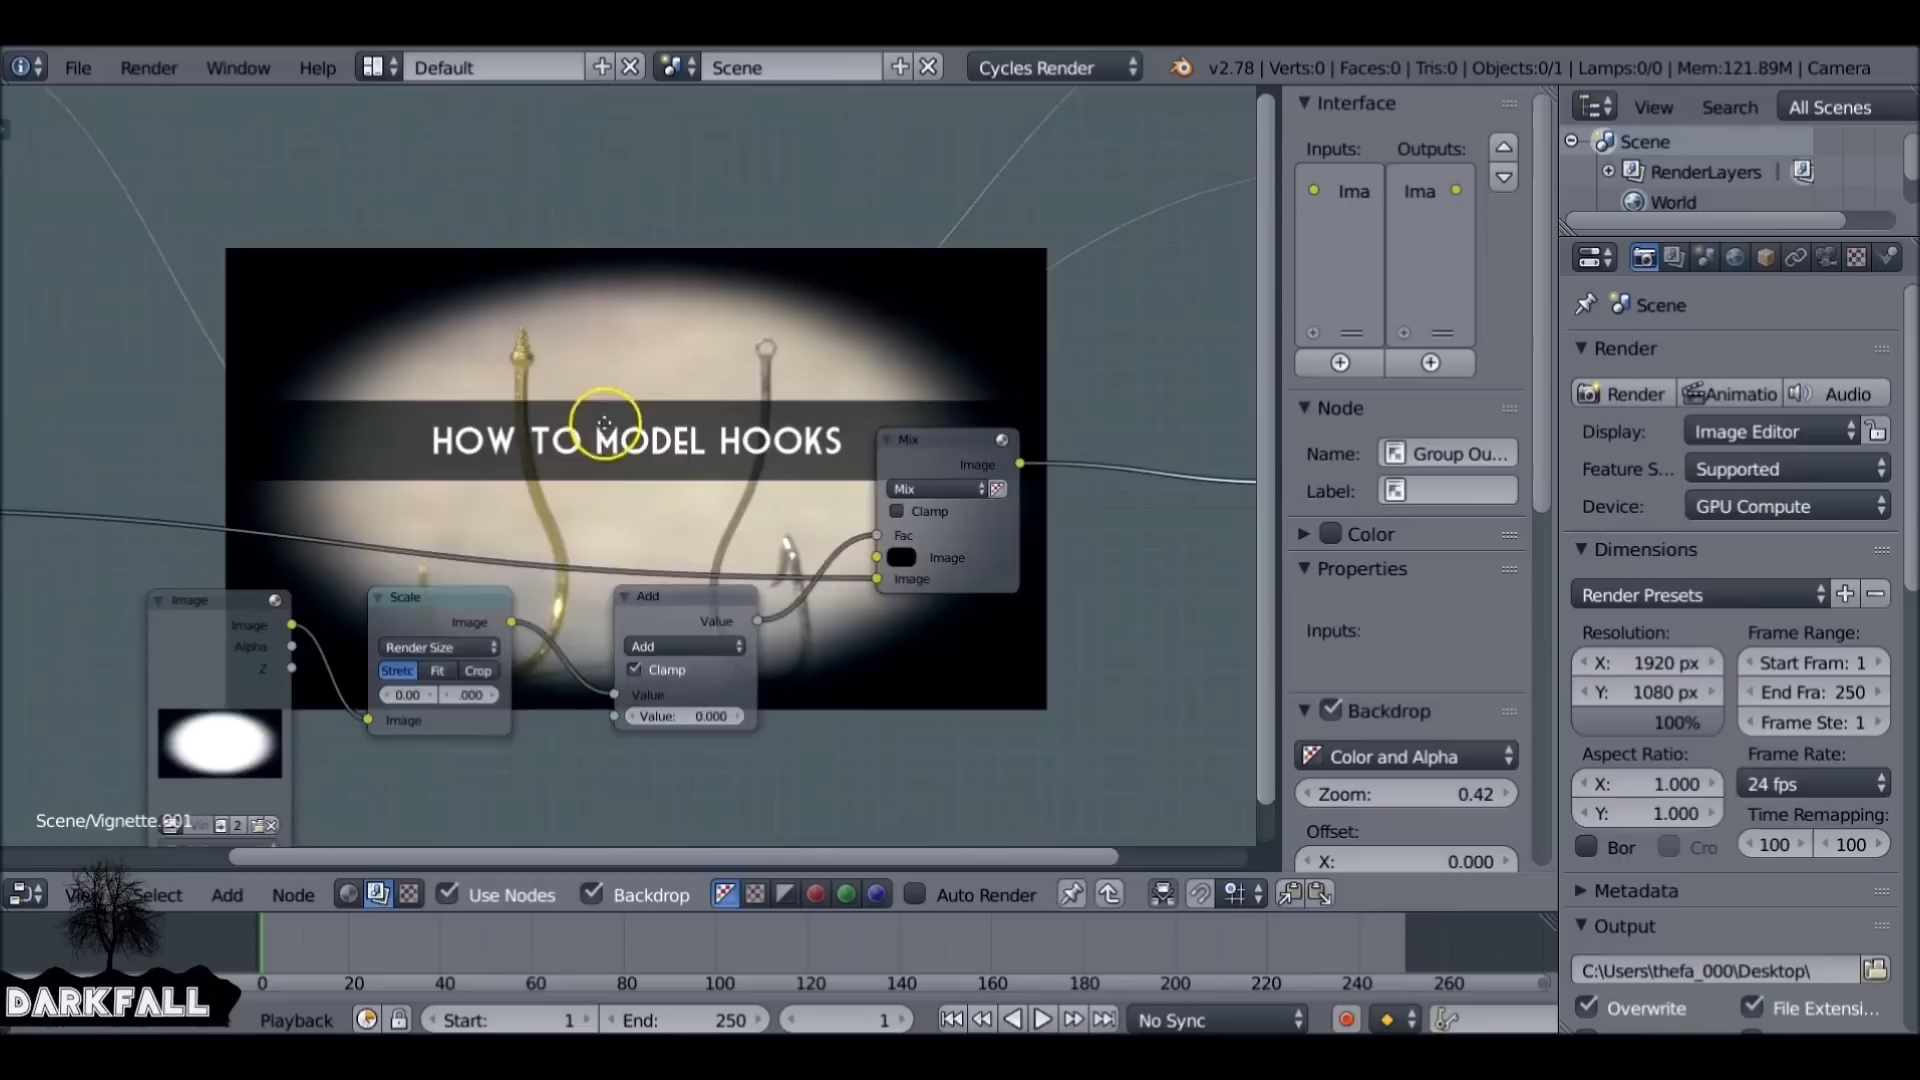 File Render Window Help Default Scene Cycles Render v2.78 | Verts:0 | Faces:0 | Tris:0 | Objects:0/1 | Lamps:0/0 | Mem:121.89M | Camera
View Search All Scenes
Scene
RenderLayers
World
Interface
Inputs: Outputs:
Ima Ima
Node
Name: Group Ou...
Label:
Color
Properties
Inputs:
Backdrop
Color and Alpha
Zoom: 0.42
Offset:
X: 0.000
Scene
Render
Render Animatio Audio
Display: Image Editor
Feature S... Supported
Device: GPU Compute
Dimensions
Render Presets
Resolution: Frame Range:
X: 1920 px Start Fram: 1
Y: 1080 px End Fra: 250
100% Frame Ste: 1
Aspect Ratio: Frame Rate:
X: 1.000 24 fps
Y: 1.000 Time Remapping:
Bor Cro 100 100
Metadata
Output
C:\Users\thefa_000\Desktop\
Overwrite File Extensi...
HOW TO MODEL HOOKS
Mix
Image
Mix
Clamp
Fac
Image
Image
Image
Image
Alpha
Z
2
Scale
Image
Render Size
Stretc Fit Crop
0.00 .000
Image
Add
Value
Add
Clamp
Value
Value: 0.000
Scene/Vignette.001
Select Add Node Use Nodes Backdrop Auto Render
0 20 40 60 80 100 120 140 160 180 200 220 240 260
DARKFALL
Playback Start: 1 End: 250 1 No Sync